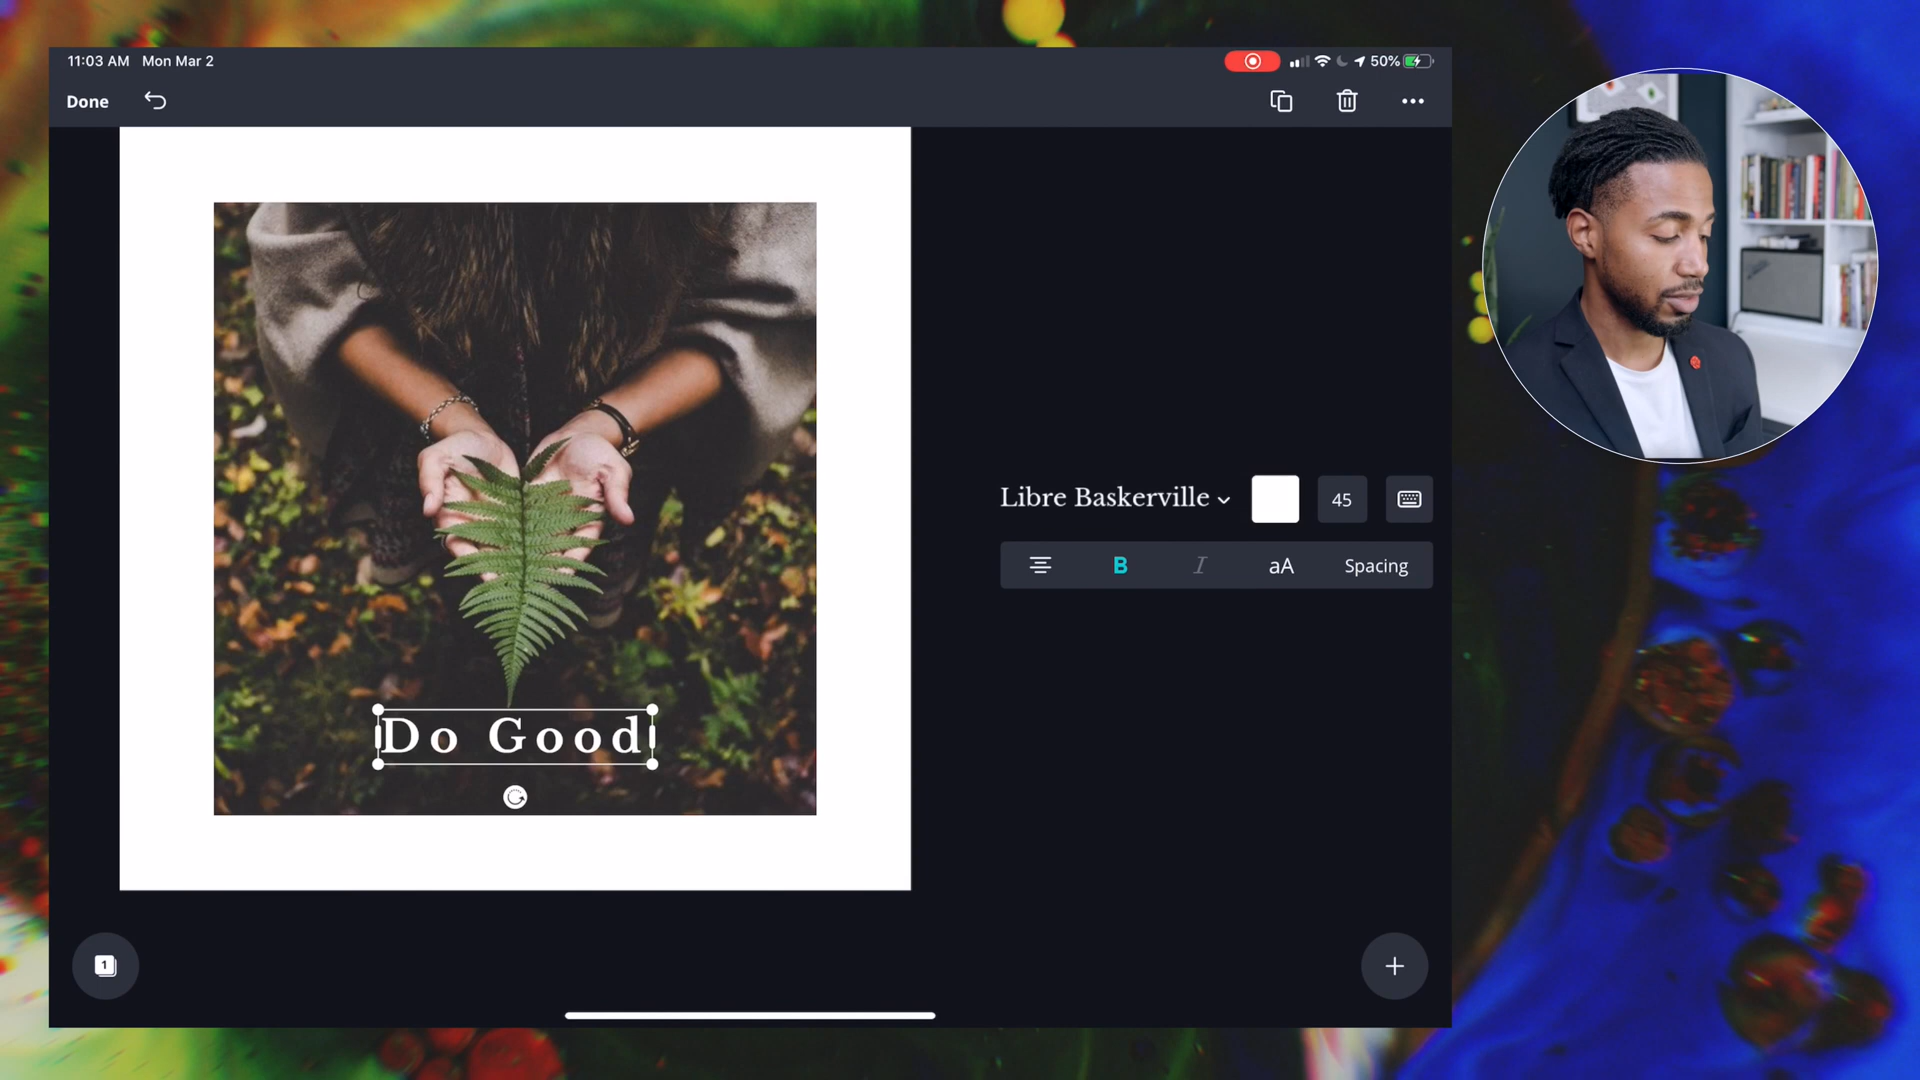 11:03 AM Mon Mar 2
50%
Done
Libre Baskerville
45
B I aA Spacing
Do Good
1